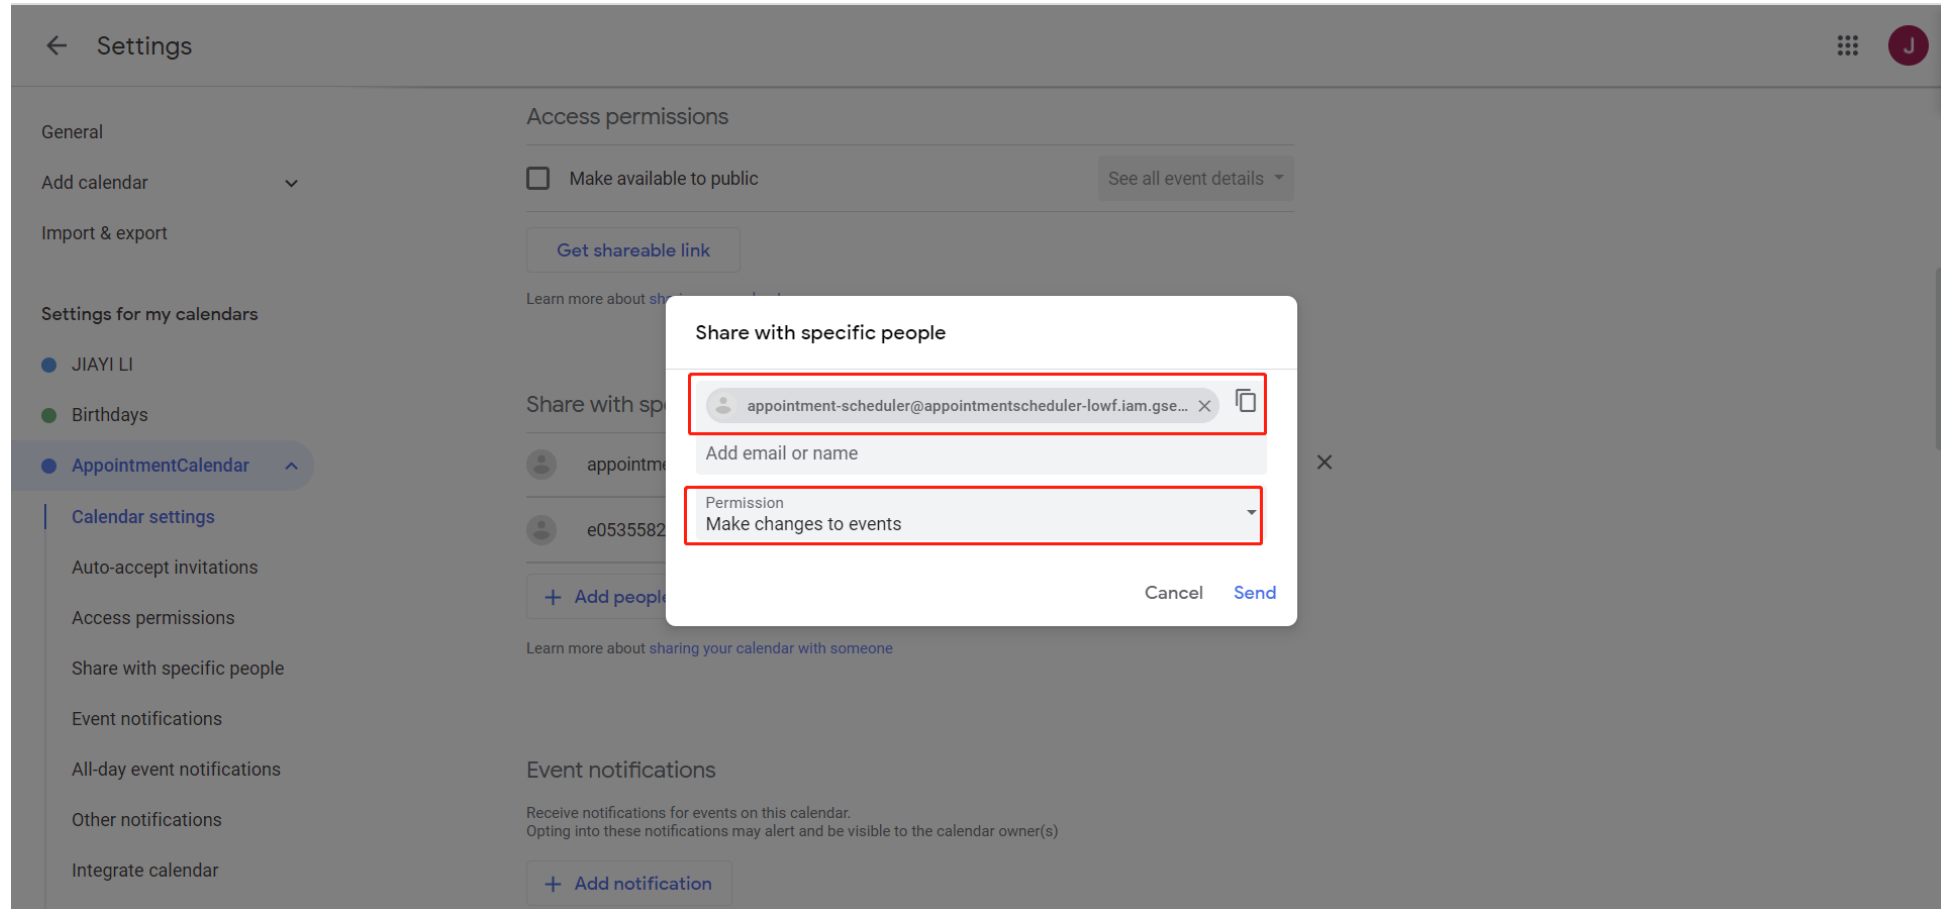 Settings
J
General
Add calendar
Import & export
Settings for my calendars
JIAYI LI
Birthdays
AppointmentCalendar
Calendar settings
Auto-accept invitations
Access permissions
Share with specific people
Event notifications
All-day event notifications
Other notifications
Integrate calendar
Access permissions
Make available to public
See all event details
Get shareable link
Learn more about
Share with
e0535582
Add people
Learn more about sharing your calendar with someone
Share with specific people
appointment-scheduler@appointmentscheduler-lowf.iam.gse...
Add email or name
Permission
Make changes to events
Cancel
Send
Event notifications
Receive notifications for events on this calendar.
Opting into these notifications may alert and be visible to the calendar owner(s)
Add notification